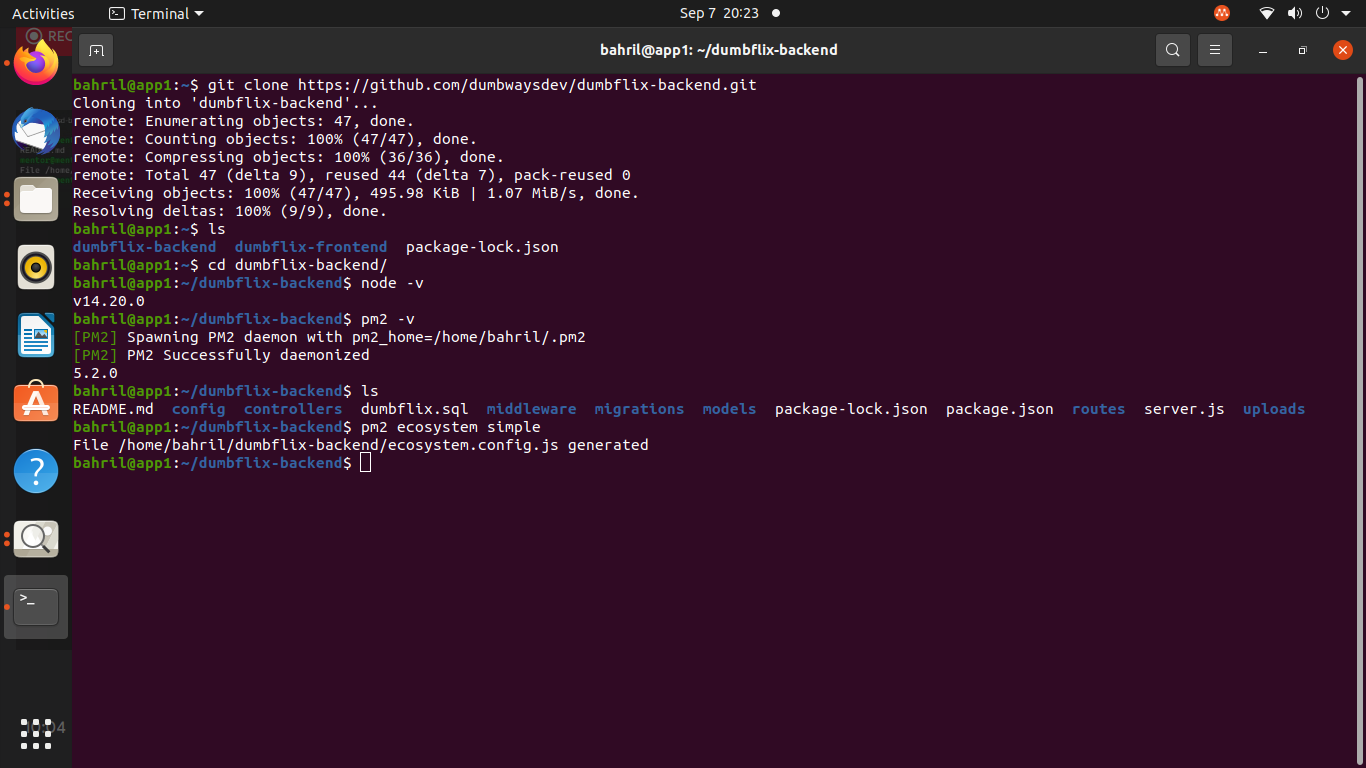 Activities
Terminal
Sep 7 20:23
REC
bahril@app1: ~/dumbflix-backend
bahril@app1:~$ git clone https://github.com/dumbwaysdev/dumbflix-backend.git
Cloning into 'dumbflix-backend'...
remote: Enumerating objects: 47, done.
remote: Counting objects: 100% (47/47), done.
remote: Compressing objects: 100% (36/36), done.
remote: Total 47 (delta 9), reused 44 (delta 7), pack-reused 0
Receiving objects: 100% (47/47), 495.98 KiB | 1.07 MiB/s, done.
Resolving deltas: 100% (9/9), done.
bahril@app1:~$ ls
dumbflix-backend dumbflix-frontend package-lock.json
bahril@app1:~$ cd dumbflix-backend/
bahril@app1:~/dumbflix-backend$ node -v
v14.20.0
bahril@app1:~/dumbflix-backend$ pm2 -v
[PM2] Spawning PM2 daemon with pm2_home=/home/bahril/.pm2
[PM2] PM2 Successfully daemonized
5.2.0
bahril@app1:~/dumbflix-backend$ ls
README.md config controllers dumbflix.sql middleware migrations models package-lock.json package.json routes server.js uploads
bahril@app1:~/dumbflix-backend$ pm2 ecosystem simple
File /home/bahril/dumbflix-backend/ecosystem.config.js generated
bahril@app1:~/dumbflix-backend$